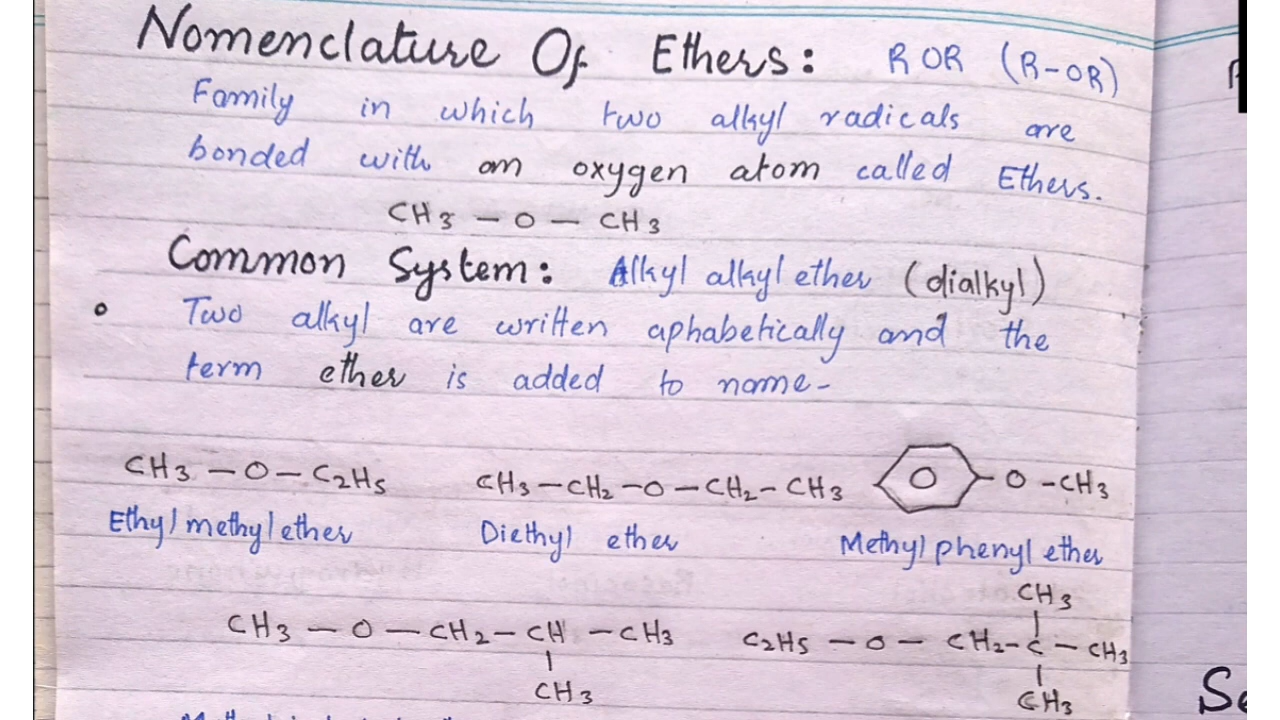 Nomenclature Of Ethers: ROR (R-OR)
Family in which two alkyl radicals are
bonded with an oxygen atom called Ethers.
CH3 - O - CH3
Common System: Alkyl alkyl ether (dialkyl)
• Two alkyl are written aphabetically and the
term ether is added to name-
CH3 - O - C2H5 CH3-CH2-O-CH2-CH3 O -O-CH3
Ethyl methyl ether Diethyl ether Methyl phenyl ether
CH3
CH3 - O - CH2 - CH - CH3 C2H5 - O - CH2-C-CH3
CH3 CH3
Se